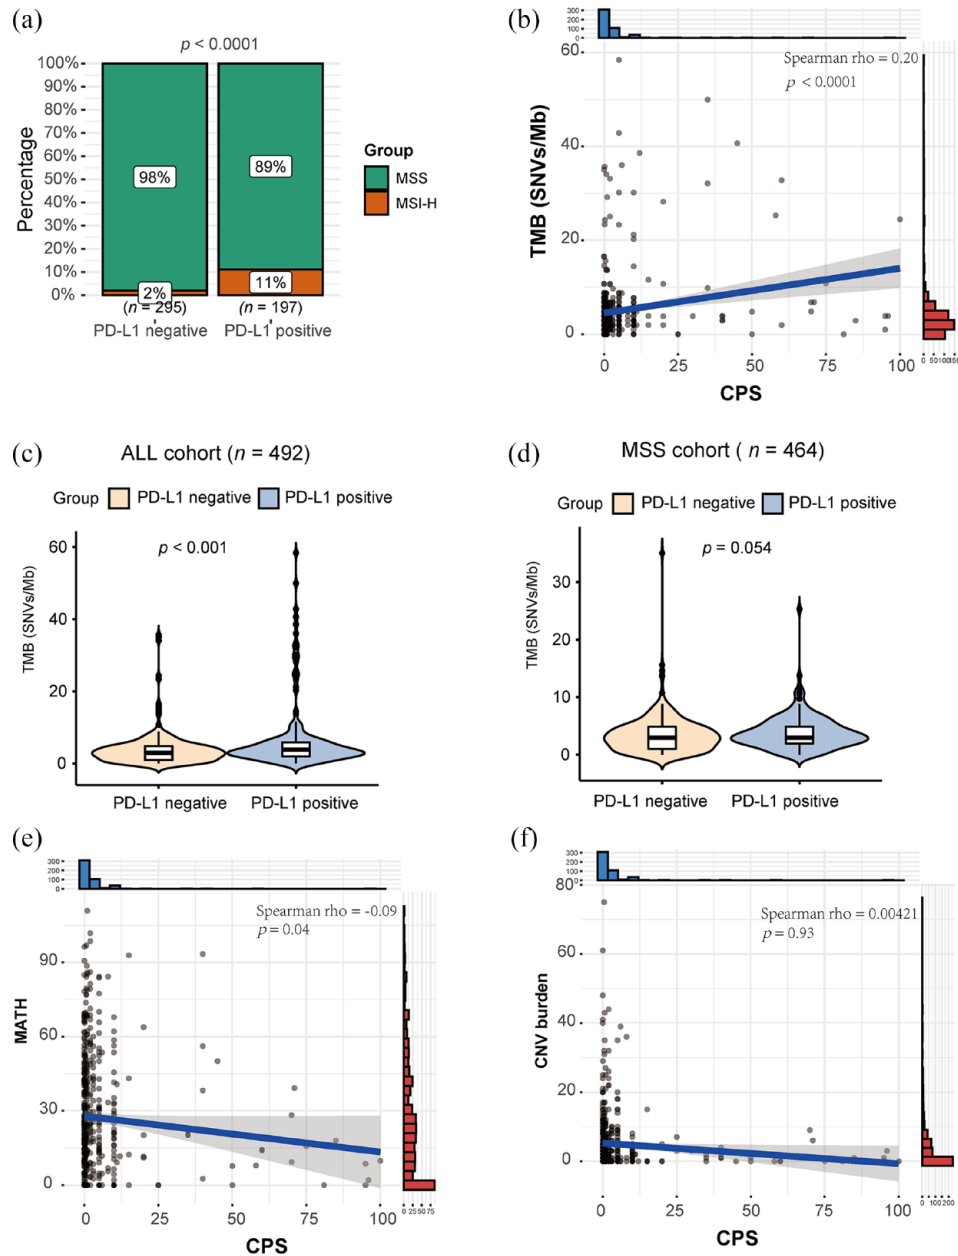 (a)
p < 0.0001
100%
90%
80%
70%
60%
50%
40%
30%
20%
10%
0%
Percentage
98%
89%
2%
11%
(n = 295)
(n = 197)
PD-L1 negative
PD-L1 positive
Group
MSS
MSI-H
(b)
300
200
100
0
Spearman rho = 0.20
p < 0.0001
60
40
20
0
TMB (SNVs/Mb)
0 25 50 75 100
CPS
0 50 100 150
(c)
ALL cohort (n = 492)
Group PD-L1 negative PD-L1 positive
p < 0.001
60
40
20
0
TMB (SNVs/Mb)
PD-L1 negative PD-L1 positive
(d)
MSS cohort ( n = 464)
Group PD-L1 negative PD-L1 positive
p = 0.054
30
20
10
0
TMB (SNVs/Mb)
PD-L1 negative PD-L1 positive
(e)
300
200
100
0
Spearman rho = -0.09
p = 0.04
90
60
30
0
MATH
0 25 50 75 100
CPS
0 25 50 75
(f)
300
200
100
0
Spearman rho = 0.00421
p = 0.93
80
60
40
20
0
CNV burden
0 25 50 75 100
CPS
0 100 200